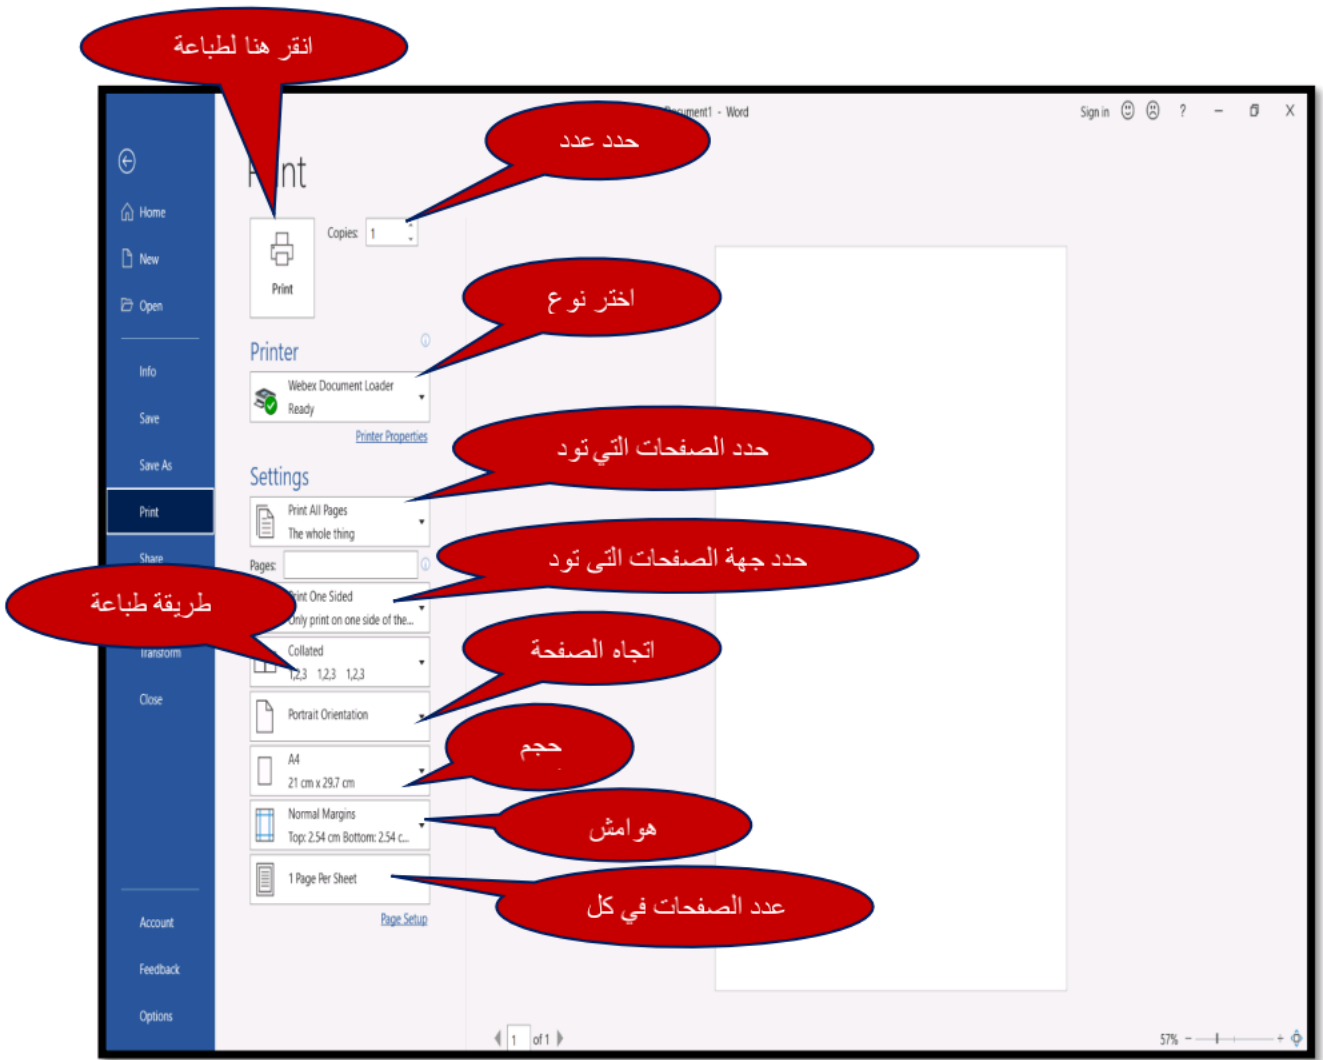 انقر هنا لطباعة
Document1 - Word
Sign in
?
حدد عدد
Print
Home
New
Open
Info
Save
Save As
Print
Share
Transform
Close
Account
Feedback
Options
Copies: 1
Print
اختر نوع
Printer
Webex Document Loader
Ready
Printer Properties
حدد الصفحات التي تود
Settings
Print All Pages
The whole thing
حدد جهة الصفحات التى تود
Pages:
Print One Sided
Only print on one side of the...
طريقة طباعة
Collated
1,2,3 1,2,3 1,2,3
اتجاه الصفحة
Portrait Orientation
حجم
A4
21 cm x 29.7 cm
Normal Margins
Top: 2.54 cm Bottom: 2.54 c...
هوامش
1 Page Per Sheet
عدد الصفحات في كل
Page Setup
1 of 1
57%